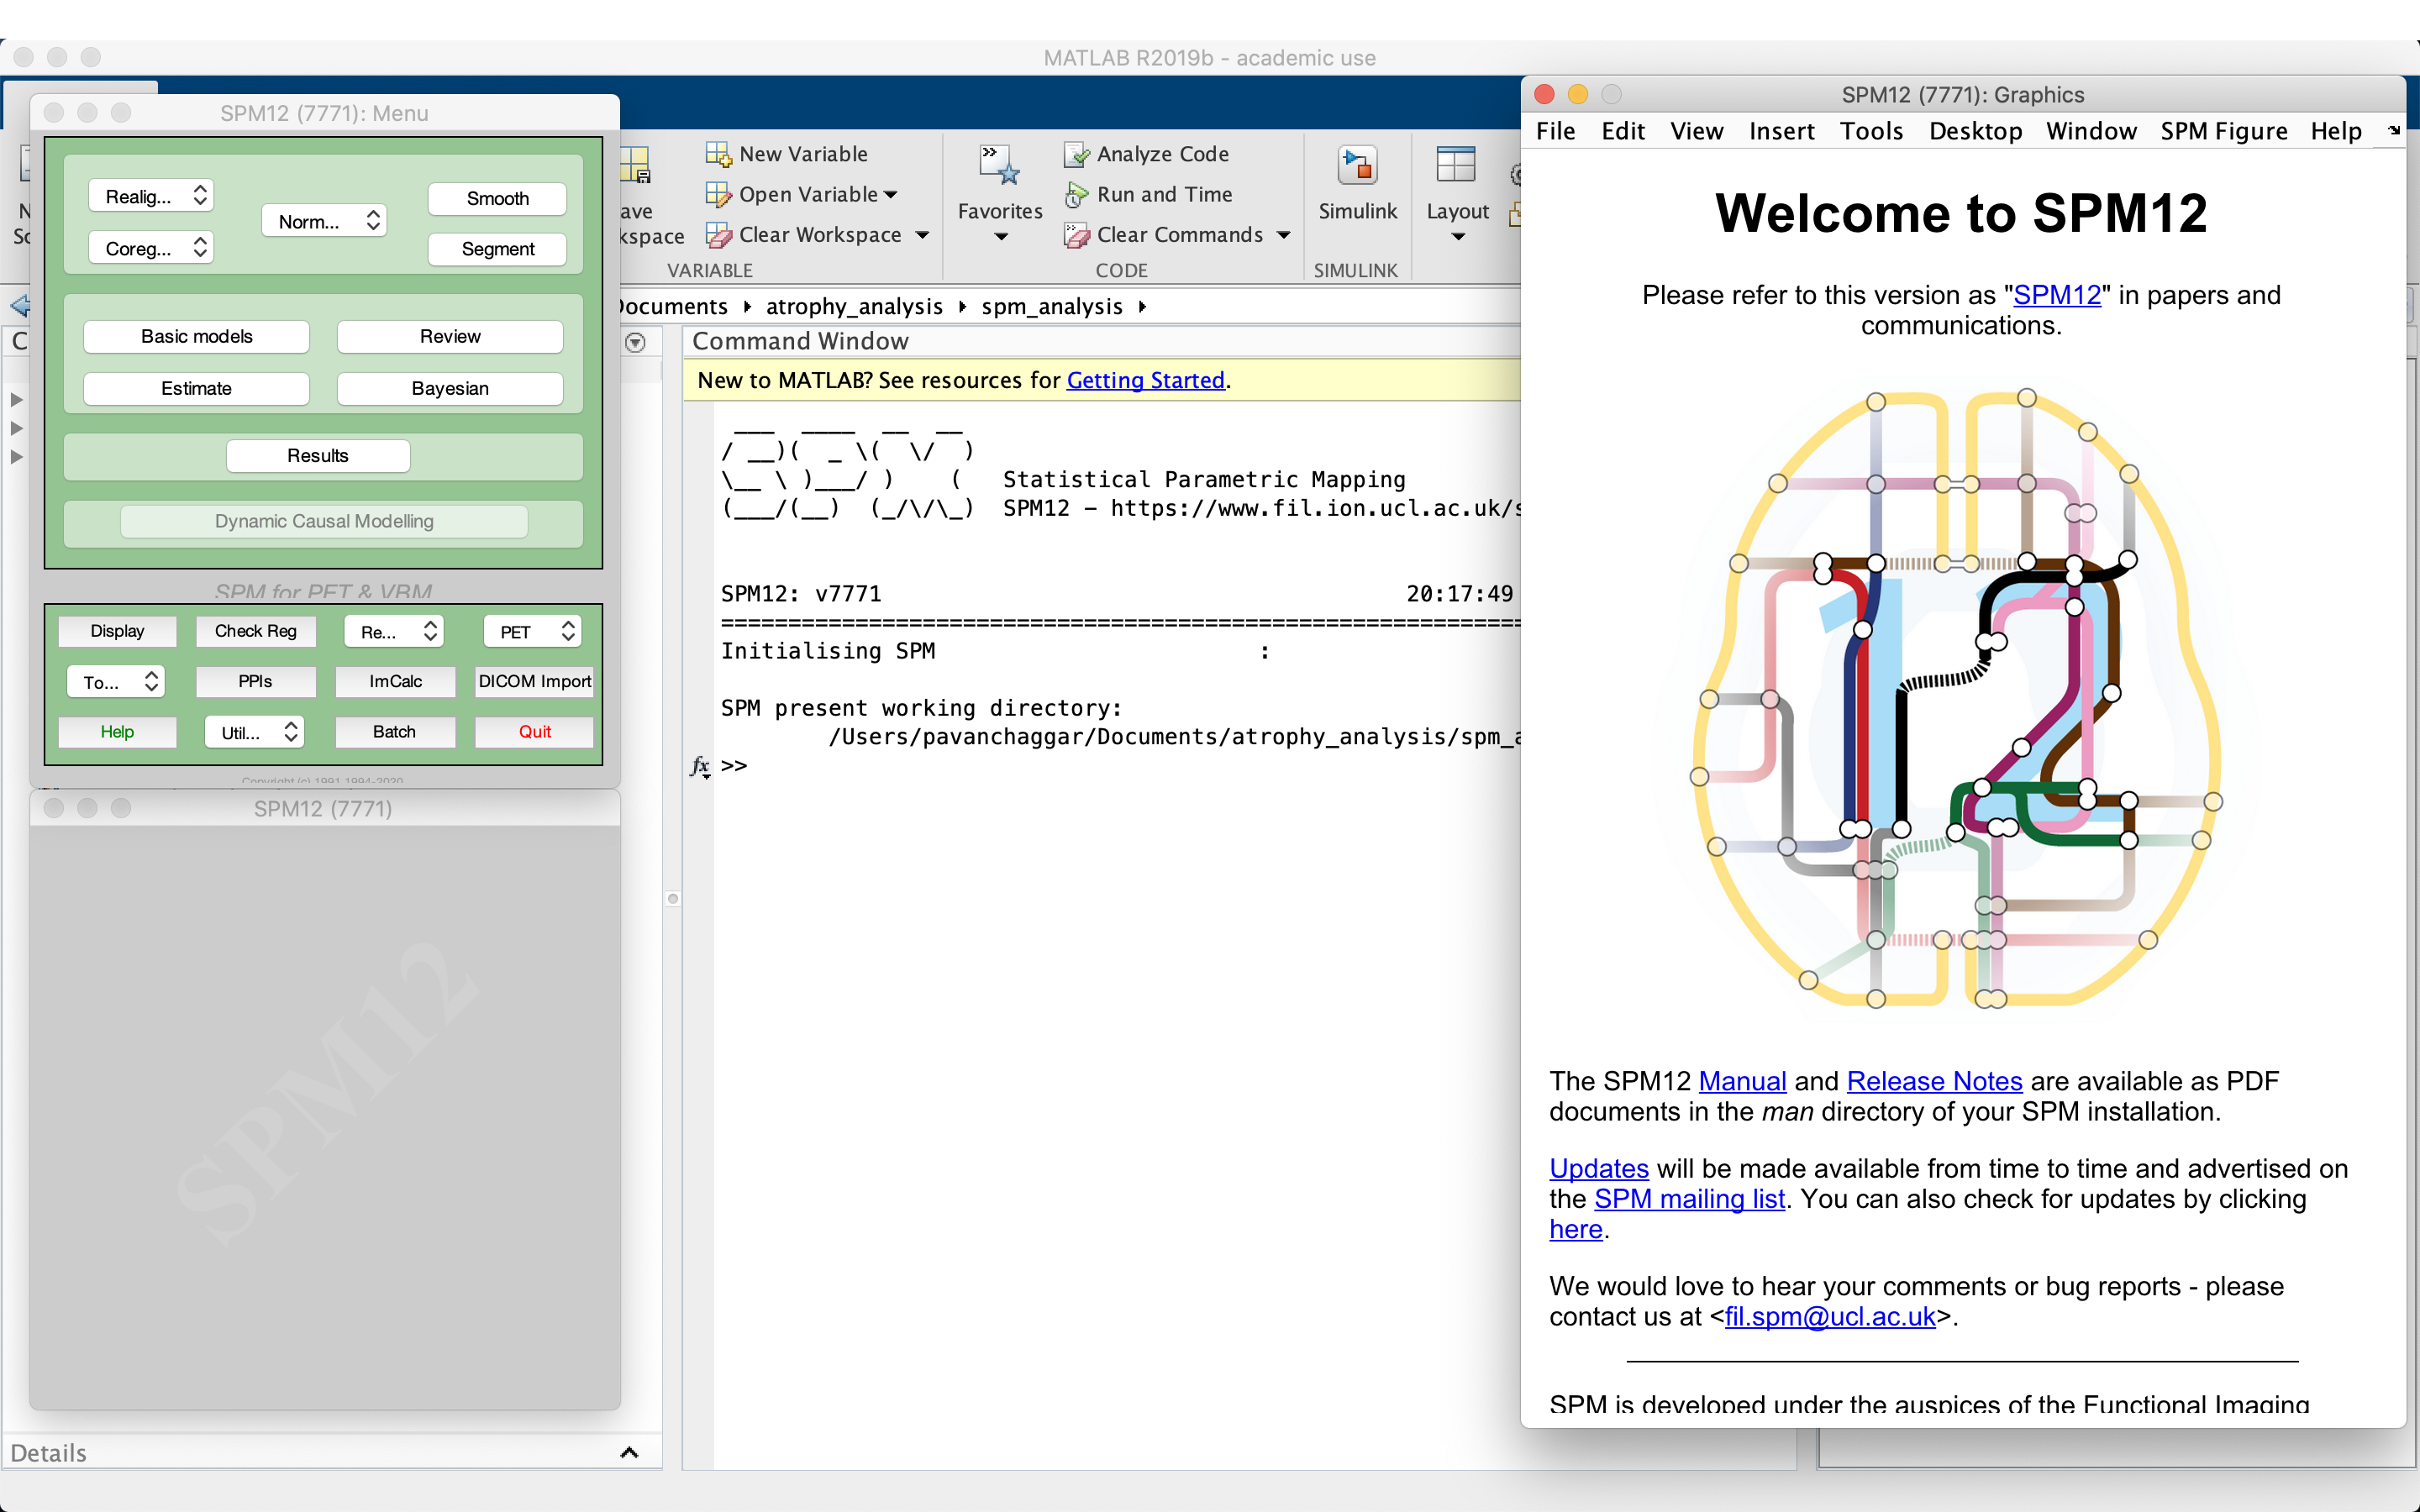 MATLAB R2019b - academic use
SPM12 (7771): Menu
Realig...
Norm...
Smooth
Coreg...
Segment
Basic models
Review
Estimate
Bayesian
Results
Dynamic Causal Modelling
SPM for PET & VBM
Display
Check Reg
Re...
PET
To...
PPIs
ImCalc
DICOM Import
Help
Util...
Batch
Quit
Copyright (c) 1991,1994-2020
SPM12 (7771)
SPM12
Details
New Variable
Open Variable
Clear Workspace
VARIABLE
Favorites
Analyze Code
Run and Time
Clear Commands
CODE
Simulink
SIMULINK
Layout
atrophy_analysis
spm_analysis
Command Window
New to MATLAB? See resources for Getting Started.
Statistical Parametric Mapping
SPM12 - https://www.fil.ion.ucl.ac.uk/s
SPM12: v7771 20:17:49
Initialising SPM :
SPM present working directory:
/Users/pavanchaggar/Documents/atrophy_analysis/spm_a
fx >>
SPM12 (7771): Graphics
File Edit View Insert Tools Desktop Window SPM Figure Help
Welcome to SPM12
Please refer to this version as "SPM12" in papers and
communications.
The SPM12 Manual and Release Notes are available as PDF
documents in the man directory of your SPM installation.
Updates will be made available from time to time and advertised on
the SPM mailing list. You can also check for updates by clicking
here.
We would love to hear your comments or bug reports - please
contact us at <fil.spm@ucl.ac.uk>.
SPM is developed under the auspices of the Functional Imaging